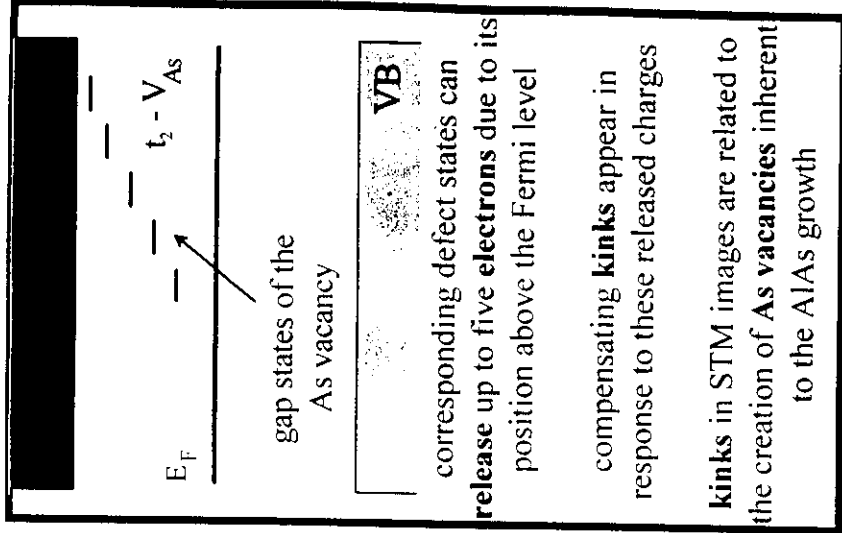 t₂ - V_As
E_F
gap states of the
As vacancy
VB
corresponding defect states can
release up to five electrons due to its
position above the Fermi level
compensating kinks appear in
response to these released charges
kinks in STM images are related to
the creation of As vacancies inherent
to the AlAs growth